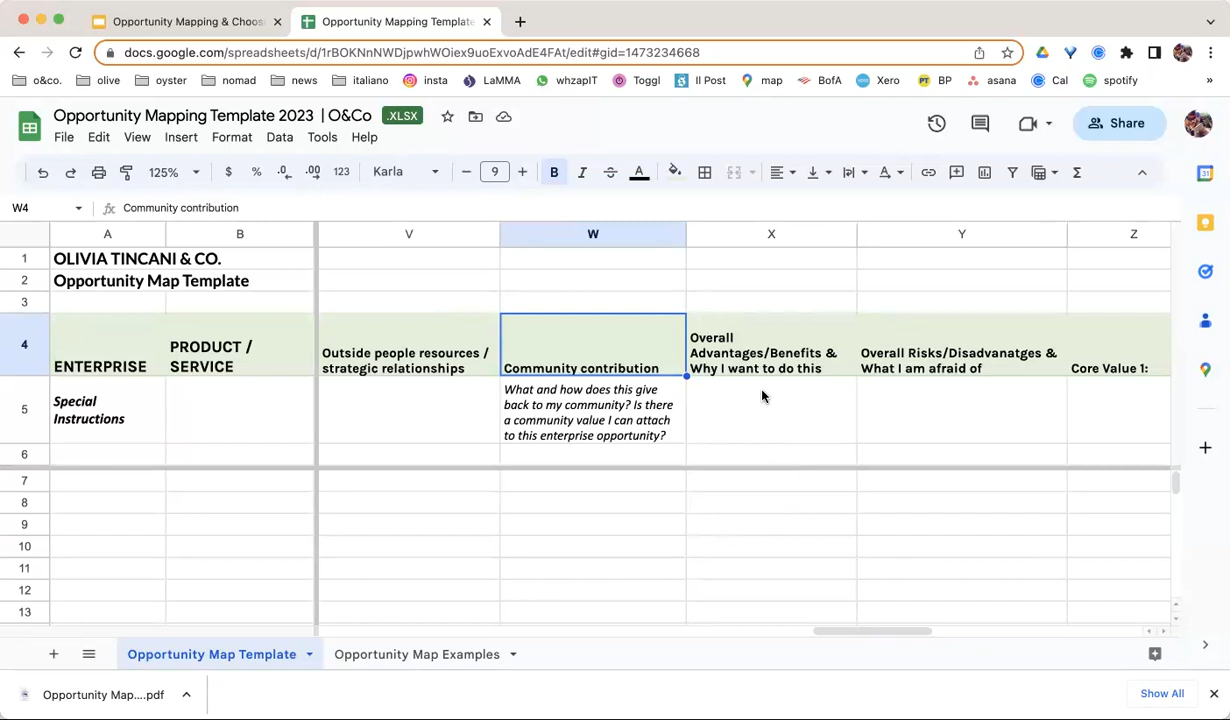 Opportunity Mapping & Choos
Opportunity Mapping Template
docs.google.com/spreadsheets/d/1rBOKNnNWDjpwhWOiex9uoExvoAdE4FAt/edit#gid=1473234668
o&co. olive oyster nomad news italiano insta LaMMA whzapIT Toggl Il Post map BofA Xero PT BP asana Cal spotify
Opportunity Mapping Template 2023 | O&Co .XLSX
File Edit View Insert Format Data Tools Help
Share
125% $ % .0 .00 123 Karla 9 B I A
W4 fx Community contribution
A B V W X Y Z
1 OLIVIA TINCANI & CO.
2 Opportunity Map Template
3
4 ENTERPRISE
PRODUCT /
SERVICE
Outside people resources /
strategic relationships
Community contribution
Overall
Advantages/Benefits &
Why I want to do this
Overall Risks/Disadvanatges &
What I am afraid of
Core Value 1:
5 Special
Instructions
What and how does this give
back to my community? Is there
a community value I can attach
to this enterprise opportunity?
6
7
8
9
10
11
12
13
Opportunity Map Template Opportunity Map Examples
Opportunity Map....pdf
Show All